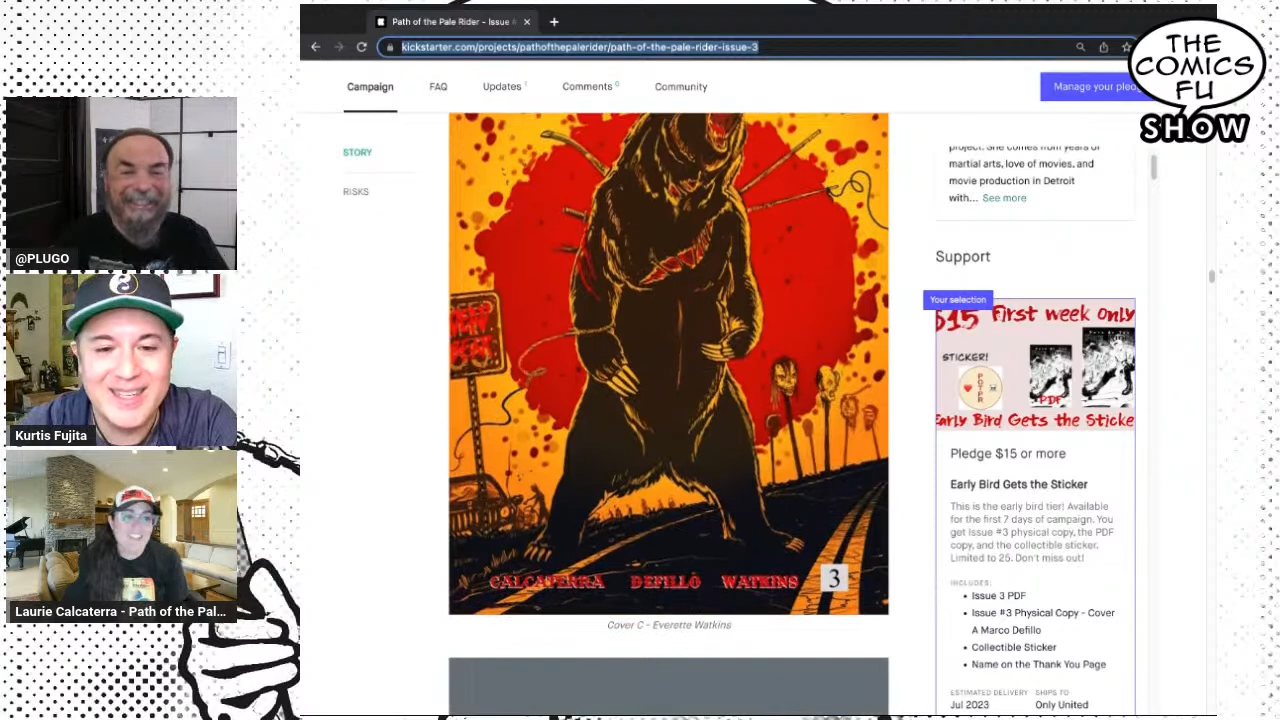 Path of the Pale Rider - Issue
kickstarter.com/projects/pathofthepalerider/path-of-the-pale-rider-issue-3
THE
COMICS
FU
SHOW
Campaign
FAQ
Updates 1
Comments 0
Community
Manage your pledg
STORY
RISKS
project. She comes from years of
martial arts, love of movies, and
movie production in Detroit
with... See more
Support
Your selection
$15 First week only
STICKER!
POTPR
PDF
Early Bird Gets the Sticke
Pledge $15 or more
Early Bird Gets the Sticker
This is the early bird tier! Available
for the first 7 days of campaign. You
get Issue #3 physical copy, the PDF
copy, and the collectible sticker.
Limited to 25. Don't miss out!
INCLUDES:
• Issue 3 PDF
• Issue #3 Physical Copy - Cover
A Marco Defillo
• Collectible Sticker
• Name on the Thank You Page
ESTIMATED DELIVERY SHIPS TO
Jul 2023 Only United
CALCATERRA DEFILLÒ WATKINS 3
Cover C - Everette Watkins
@PLUGO
Kurtis Fujita
Laurie Calcaterra - Path of the Pal...